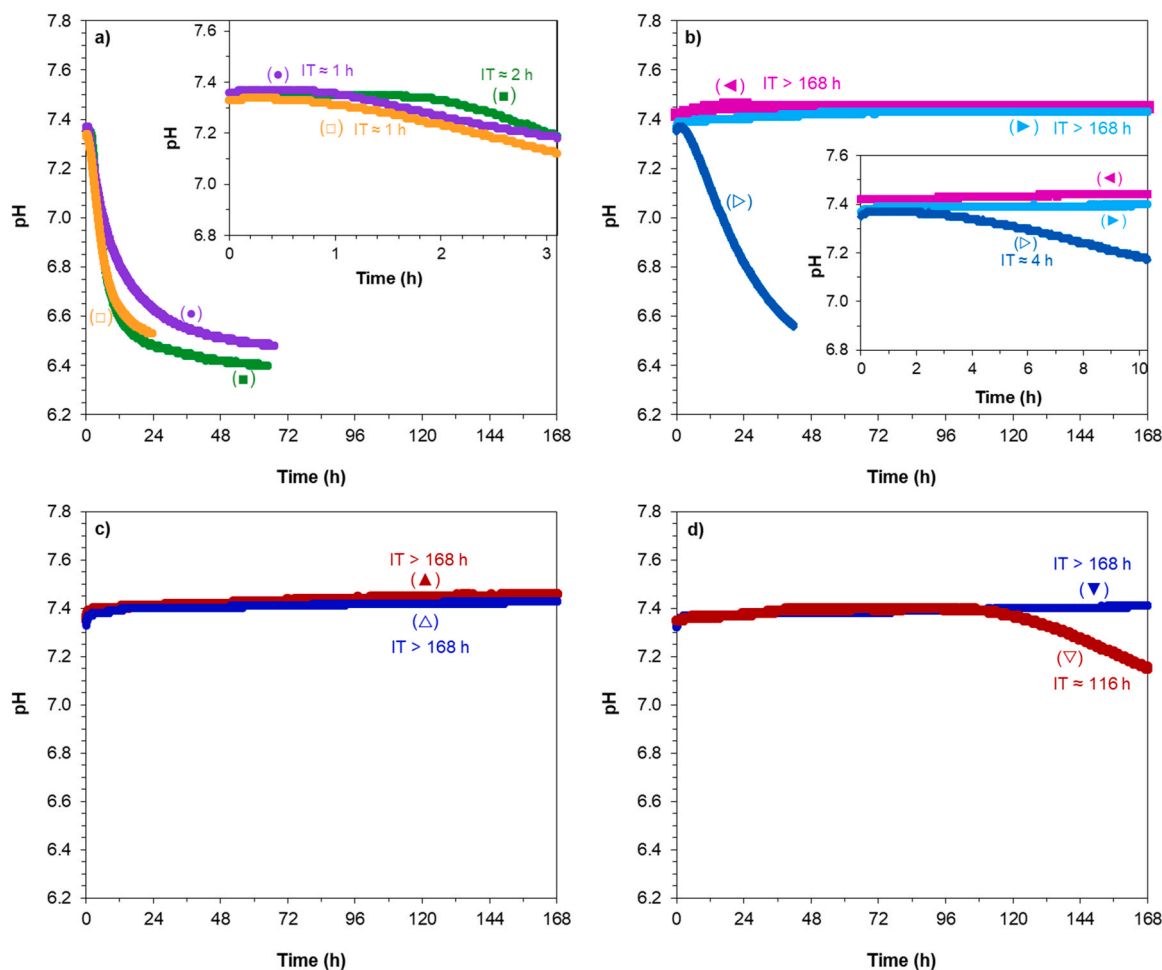 a)
7.8
7.6
7.4
7.2
7.0
6.8
6.6
6.4
6.2
pH
0 24 48 72 96 120 144 168
Time (h)
7.6
7.4
7.2
7.0
6.8
pH
0 1 2 3
Time (h)
(●) IT ≈ 1 h
IT ≈ 2 h
(■)
(□) IT ≈ 1 h
(□)
(●)
(■)
b)
7.8
7.6
7.4
7.2
7.0
6.8
6.6
6.4
6.2
pH
0 24 48 72 96 120 144 168
Time (h)
(◀) IT > 168 h
(▶) IT > 168 h
(▷)
7.6
7.4
7.2
7.0
6.8
pH
0 2 4 6 8 10
Time (h)
(◀)
(▶)
(▷)
IT ≈ 4 h
c)
7.8
7.6
7.4
7.2
7.0
6.8
6.6
6.4
6.2
pH
0 24 48 72 96 120 144 168
Time (h)
IT > 168 h
(▲)
(△)
IT > 168 h
d)
7.8
7.6
7.4
7.2
7.0
6.8
6.6
6.4
6.2
pH
0 24 48 72 96 120 144 168
Time (h)
IT > 168 h
(▼)
(▽)
IT ≈ 116 h